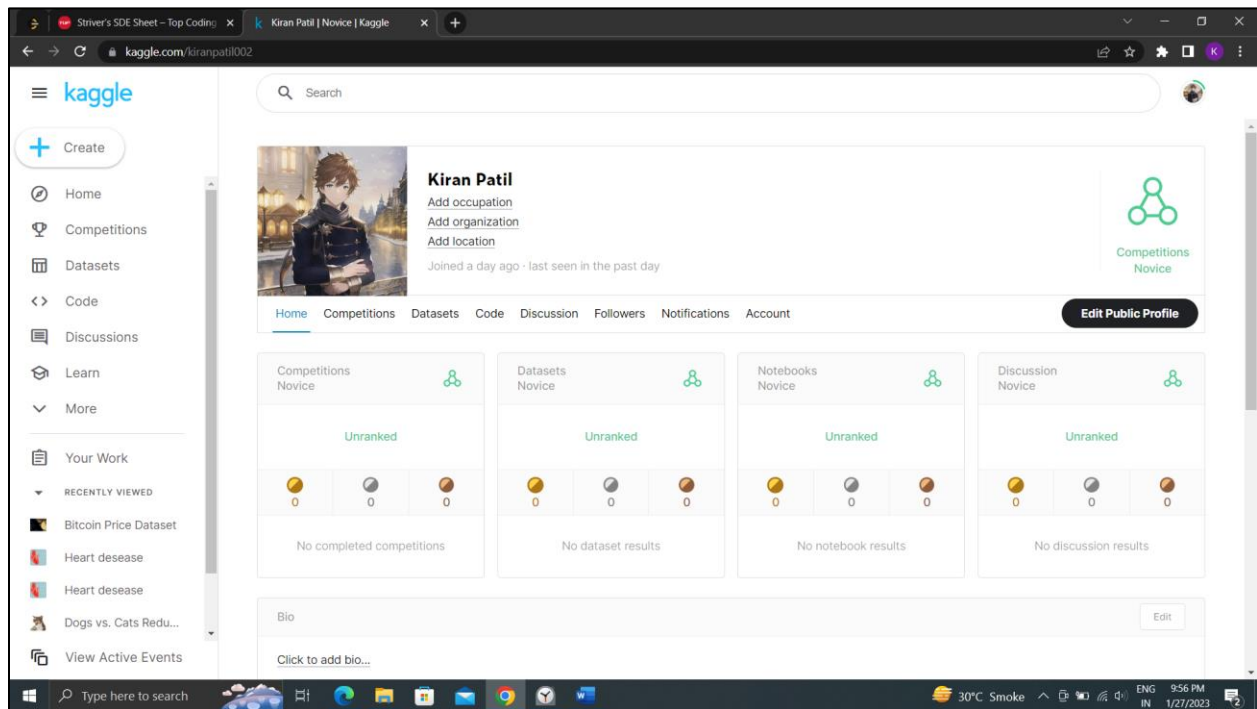 Striver's SDE Sheet – Top Coding
Kiran Patil | Novice | Kaggle
kaggle.com/kiranpatil002
K
kaggle
Search
Create
Home
Competitions
Datasets
Code
Discussions
Learn
More
Your Work
RECENTLY VIEWED
Bitcoin Price Dataset
Heart desease
Heart desease
Dogs vs. Cats Redu...
View Active Events
Kiran Patil
Add occupation
Add organization
Add location
Joined a day ago · last seen in the past day
Competitions
Novice
Home Competitions Datasets Code Discussion Followers Notifications Account
Edit Public Profile
Competitions
Novice
Unranked
0 0 0
No completed competitions
Datasets
Novice
Unranked
0 0 0
No dataset results
Notebooks
Novice
Unranked
0 0 0
No notebook results
Discussion
Novice
Unranked
0 0 0
No discussion results
Bio
Edit
Click to add bio...
Type here to search
30°C Smoke
ENG
IN
9:56 PM
1/27/2023
2